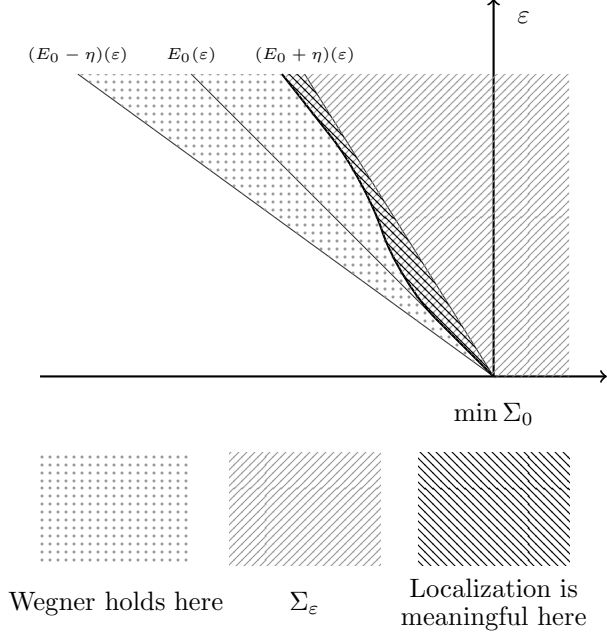 ε
(E₀ − η)(ε) E₀(ε) (E₀ + η)(ε)
min Σ₀
Wegner holds here
Σ_ε
Localization is
meaningful here